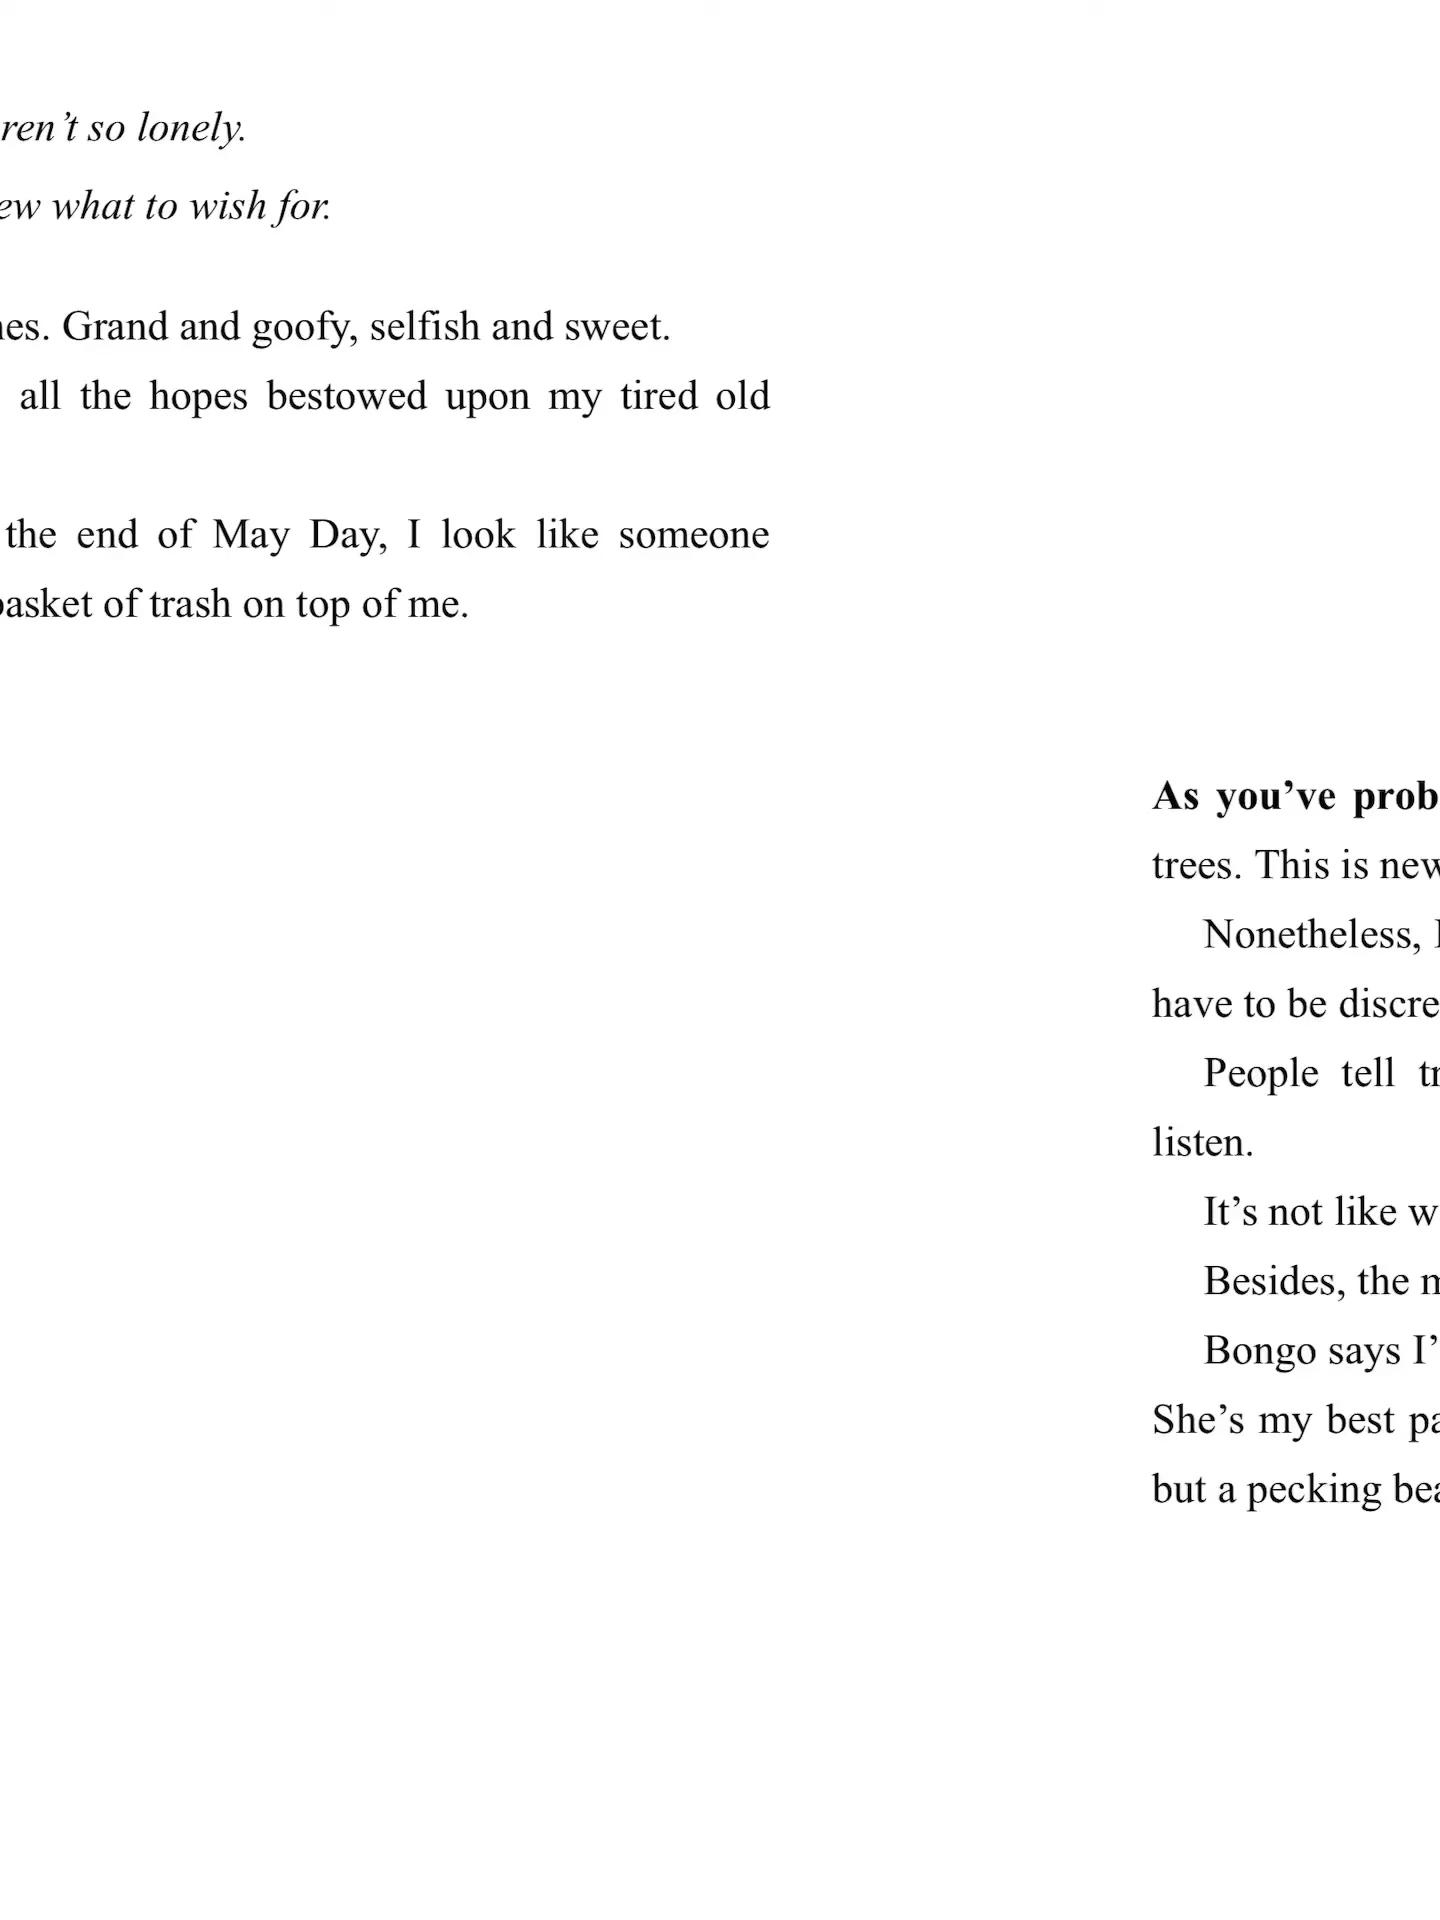 ren’t so lonely.
ew what to wish for.
nes. Grand and goofy, selfish and sweet.
all the hopes bestowed upon my tired old
the end of May Day, I look like someone
basket of trash on top of me.
As you’ve prob
trees. This is new
Nonetheless, I
have to be discre
People tell tr
listen.
It’s not like w
Besides, the m
Bongo says I’
She’s my best pa
but a pecking bea